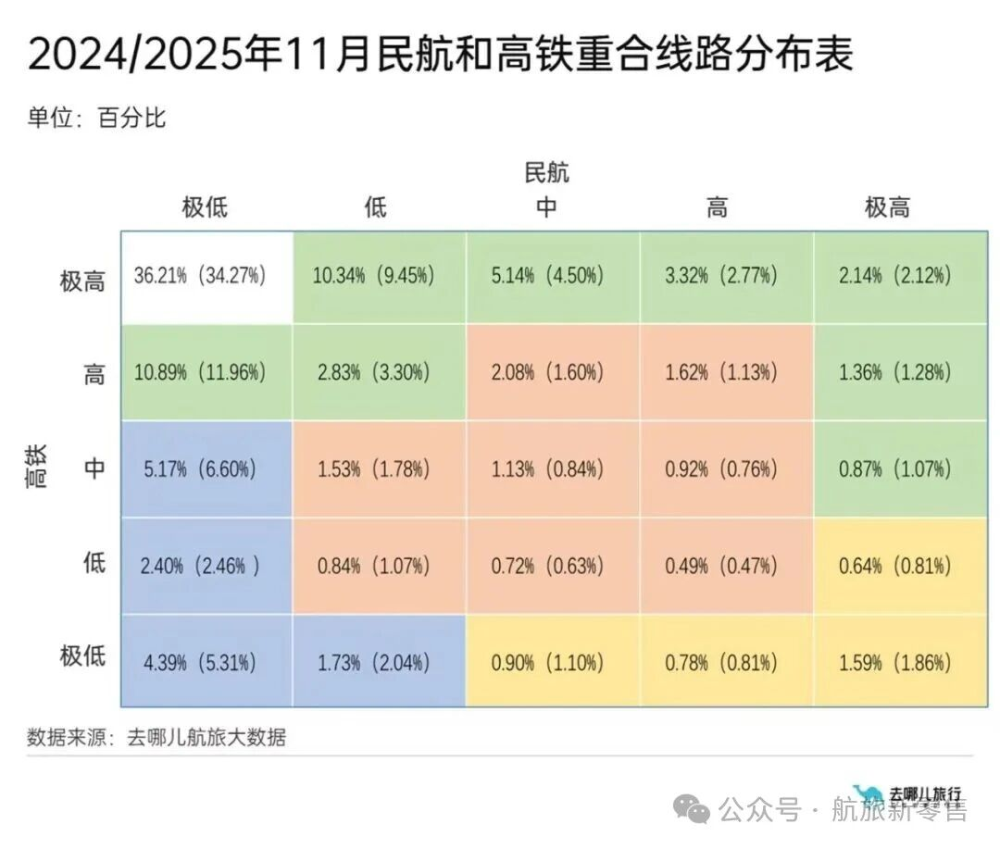 2024/2025年11月民航和高铁重合线路分布表
单位：百分比
民航
极低 低 中 高 极高
极高 36.21%（34.27%） 10.34%（9.45%） 5.14%（4.50%） 3.32%（2.77%） 2.14%（2.12%）
高 10.89%（11.96%） 2.83%（3.30%） 2.08%（1.60%） 1.62%（1.13%） 1.36%（1.28%）
高铁
中 5.17%（6.60%） 1.53%（1.78%） 1.13%（0.84%） 0.92%（0.76%） 0.87%（1.07%）
低 2.40%（2.46% ） 0.84%（1.07%） 0.72%（0.63%） 0.49%（0.47%） 0.64%（0.81%）
极低 4.39%（5.31%） 1.73%（2.04%） 0.90%（1.10%） 0.78%（0.81%） 1.59%（1.86%）
数据来源：去哪儿航旅大数据
去哪儿旅行
公众号 · 航旅新零售